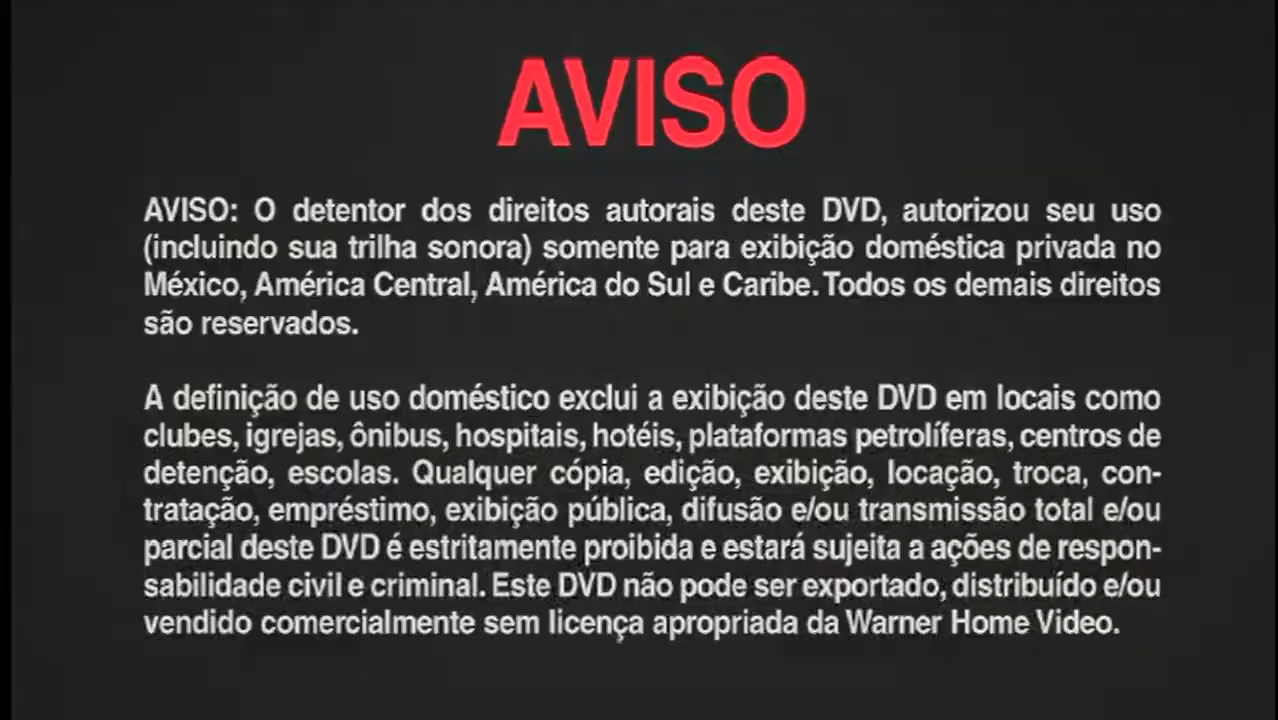 AVISO
AVISO: O detentor dos direitos autorais deste DVD, autorizou seu uso
(incluindo sua trilha sonora) somente para exibição doméstica privada no
México, América Central, América do Sul e Caribe. Todos os demais direitos
são reservados.
A definição de uso doméstico exclui a exibição deste DVD em locais como
clubes, igrejas, ônibus, hospitais, hotéis, plataformas petrolíferas, centros de
detenção, escolas. Qualquer cópia, edição, exibição, locação, troca, con-
tratação, empréstimo, exibição pública, difusão e/ou transmissão total e/ou
parcial deste DVD é estritamente proibida e estará sujeita a ações de respon-
sabilidade civil e criminal. Este DVD não pode ser exportado, distribuído e/ou
vendido comercialmente sem licença apropriada da Warner Home Video.